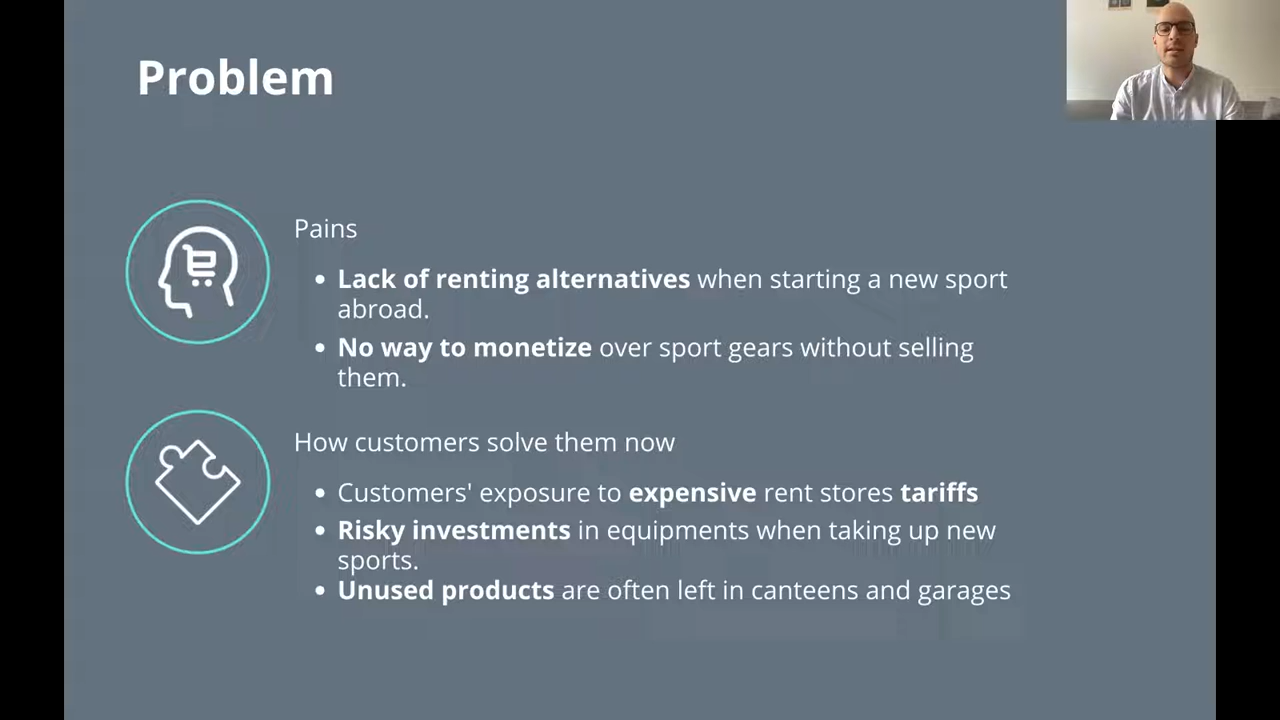 Problem
Pains
• Lack of renting alternatives when starting a new sport
abroad.
• No way to monetize over sport gears without selling
them.
How customers solve them now
• Customers' exposure to expensive rent stores tariffs
• Risky investments in equipments when taking up new
sports.
• Unused products are often left in canteens and garages